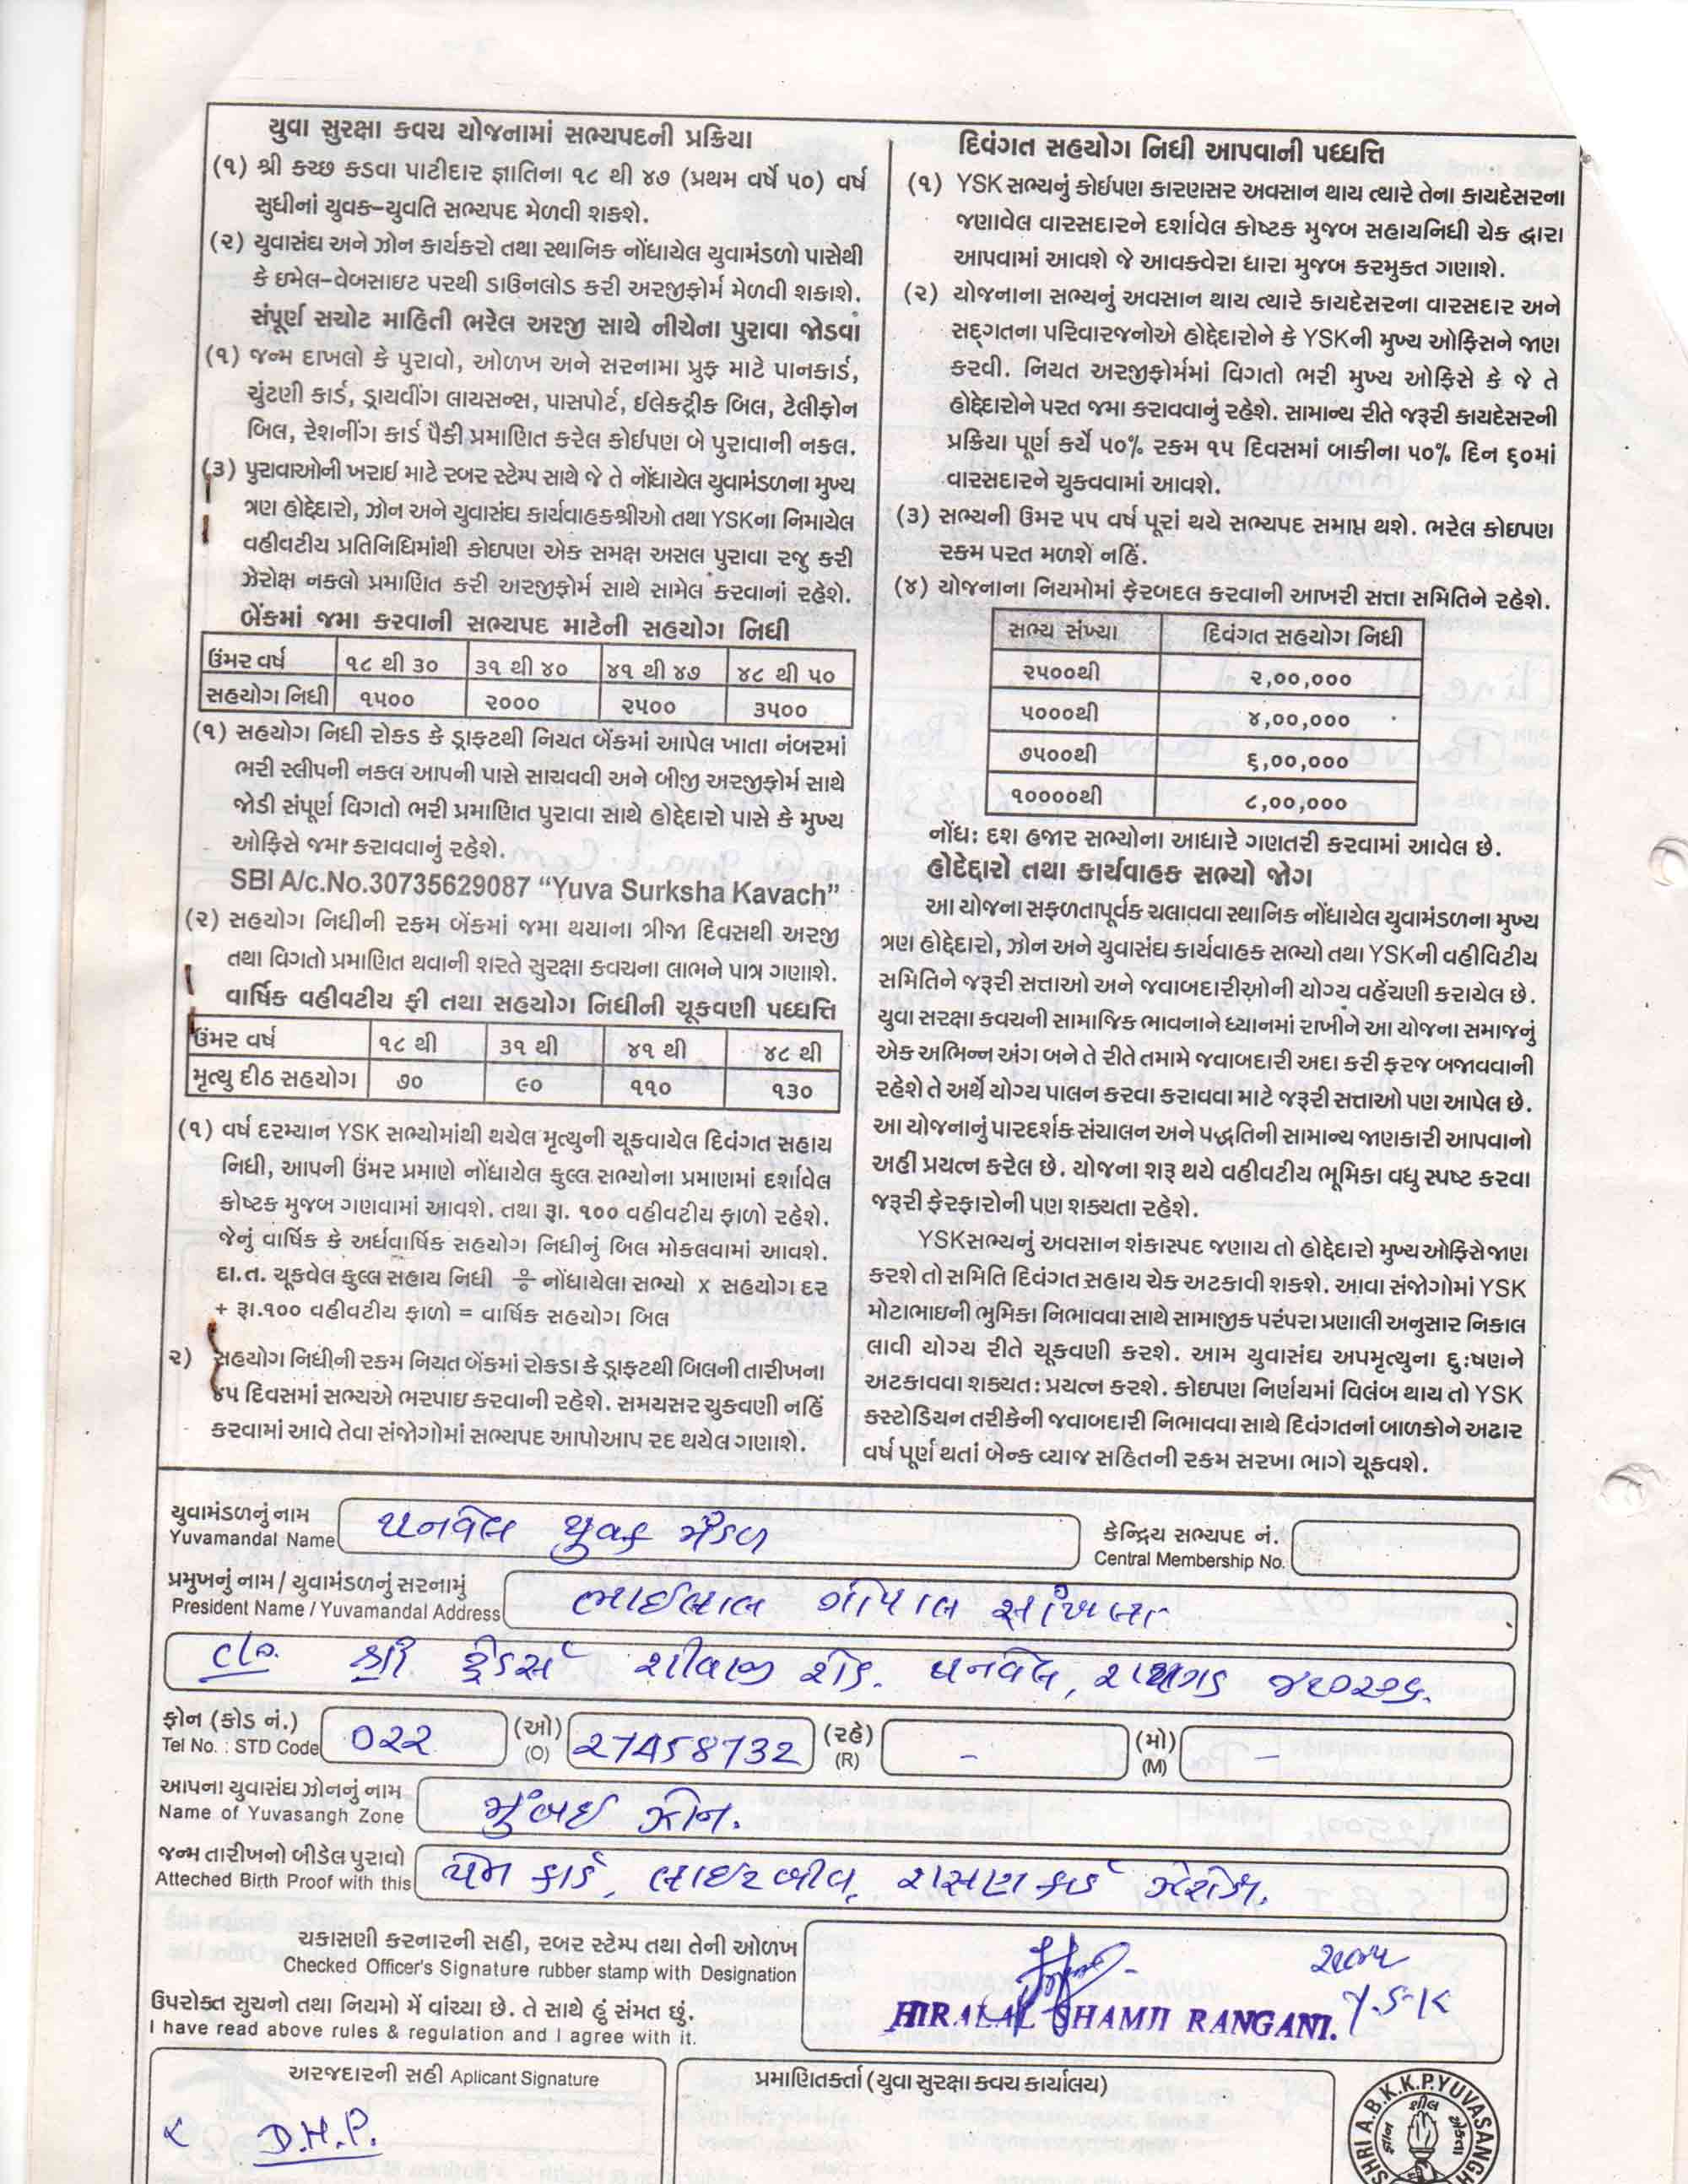 યુવા સુરક્ષા કવચ યોજનામાં સભ્યપદની પ્રક્રિયા
(૧) શ્રી કચ્છ કડવા પાટીદાર જ્ઞાતિના ૧૮ થી ૪૭ (પ્રથમ વર્ષે ૫૦) વર્ષ
સુધીનાં યુવક-યુવતિ સભ્યપદ મેળવી શકશે.
(૨) યુવાસંઘ અને ઝોન કાર્યકરો તથા સ્થાનિક નોંધાયેલ યુવામંડળો પાસેથી
કે ઇમેલ-વેબસાઇટ પરથી ડાઉનલોડ કરી અરજીફોર્મ મેળવી શકાશે.
સંપૂર્ણ સચોટ માહિતી ભરેલ અરજી સાથે નીચેના પુરાવા જોડવાં
(૧) જન્મ દાખલો કે પુરાવો, ઓળખ અને સરનામા પ્રુફ માટે પાનકાર્ડ,
ચુંટણી કાર્ડ, ડ્રાયવીંગ લાયસન્સ, પાસપોર્ટ, ઈલેક્ટ્રીક બિલ, ટેલીફોન
બિલ, રેશનીંગ કાર્ડ પૈકી પ્રમાણિત કરેલ કોઈપણ બે પુરાવાની નકલ.
(૩) પુરાવાઓની ખરાઈ માટે રબર સ્ટેમ્પ સાથે જે તે નોંધાયેલ યુવામંડળના મુખ્ય
ત્રણ હોદ્દેદારો, ઝોન અને યુવાસંઘ કાર્યવાહકશ્રીઓ તથા YSKના નિમાયેલ
વહીવટીય પ્રતિનિધિમાંથી કોઇપણ એક સમક્ષ અસલ પુરાવા રજુ કરી
ઝેરોક્ષ નકલો પ્રમાણિત કરી અરજીફોર્મ સાથે સામેલ કરવાનાં રહેશે.
બેંકમાં જમા કરવાની સભ્યપદ માટેની સહયોગ નિધી
ઉંમર વર્ષ ૧૮ થી ૩૦ ૩૧ થી ૪૦ ૪૧ થી ૪૭ ૪૮ થી ૫૦
સહયોગ નિધી ૧૫૦૦ ૨૦૦૦ ૨૫૦૦ ૩૫૦૦
(૧) સહયોગ નિધી રોકડ કે ડ્રાફટથી નિયત બેંકમાં આપેલ ખાતા નંબરમાં
ભરી સ્લીપની નકલ આપની પાસે સાચવવી અને બીજી અરજીફોર્મ સાથે
જોડી સંપૂર્ણ વિગતો ભરી પ્રમાણિત પુરાવા સાથે હોદ્દેદારો પાસે કે મુખ્ય
ઓફિસે જમા કરાવવાનું રહેશે.
SBI A/c.No.30735629087 “Yuva Surksha Kavach”
(૨) સહયોગ નિધીની રકમ બેંકમાં જમા થયાના ત્રીજા દિવસથી અરજી
તથા વિગતો પ્રમાણિત થવાની શરતે સુરક્ષા કવચના લાભને પાત્ર ગણાશે.
વાર્ષિક વહીવટીય ફી તથા સહયોગ નિધીની ચૂકવણી પધ્ધતિ
ઉંમર વર્ષ ૧૮ થી ૩૧ થી ૪૧ થી ૪૮ થી
મૃત્યુ દીઠ સહયોગ ૭૦ ૯૦ ૧૧૦ ૧૩૦
(૧) વર્ષ દરમ્યાન YSK સભ્યોમાંથી થયેલ મૃત્યુની ચૂકવાયેલ દિવંગત સહાય
નિધી, આપની ઉંમર પ્રમાણે નોંધાયેલ કુલ્લ સભ્યોના પ્રમાણમાં દર્શાવેલ
કોષ્ટક મુજબ ગણવામાં આવશે. તથા રૂા. ૧૦૦ વહીવટીય ફાળો રહેશે.
જેનું વાર્ષિક કે અર્ધવાર્ષિક સહયોગ નિધીનું બિલ મોકલવામાં આવશે.
દા.ત. ચૂકવેલ કુલ્લ સહાય નિધી ÷ નોંધાયેલા સભ્યો x સહયોગ દર
+ રૂા.૧૦૦ વહીવટીય ફાળો = વાર્ષિક સહયોગ બિલ
૨) સહયોગ નિધીની રકમ નિયત બેંકમાં રોકડા કે ડ્રાફટથી બિલની તારીખના
૪૫ દિવસમાં સભ્યએ ભરપાઇ કરવાની રહેશે. સમયસર ચુકવણી નહિં
કરવામાં આવે તેવા સંજોગોમાં સભ્યપદ આપોઆપ રદ થયેલ ગણાશે.
દિવંગત સહયોગ નિધી આપવાની પધ્ધત્તિ
(૧) YSK સભ્યનું કોઈપણ કારણસર અવસાન થાય ત્યારે તેના કાયદેસરના
જણાવેલ વારસદારને દર્શાવેલ કોષ્ટક મુજબ સહાયનિધી ચેક દ્વારા
આપવામાં આવશે જે આવકવેરા ધારા મુજબ કરમુક્ત ગણાશે.
(૨) યોજનાના સભ્યનું અવસાન થાય ત્યારે કાયદેસરના વારસદાર અને
સદ્‌ગતના પરિવારજનોએ હોદ્દેદારોને કે YSKની મુખ્ય ઓફિસને જાણ
કરવી. નિયત અરજીફોર્મમાં વિગતો ભરી મુખ્ય ઓફિસે કે જે તે
હોદ્દેદારોને પરત જમા કરાવવાનું રહેશે. સામાન્ય રીતે જરૂરી કાયદેસરની
પ્રક્રિયા પૂર્ણ કર્યે ૫૦% રકમ ૧૫ દિવસમાં બાકીના ૫૦% દિન ૬૦માં
વારસદારને ચુકવવામાં આવશે.
(૩) સભ્યની ઉમર ૫૫ વર્ષ પૂરાં થયે સભ્યપદ સમાપ્ત થશે. ભરેલ કોઇપણ
રકમ પરત મળશે નહિં.
(૪) યોજનાના નિયમોમાં ફેરબદલ કરવાની આખરી સત્તા સમિતિને રહેશે.
સભ્ય સંખ્યા દિવંગત સહયોગ નિધી
૨૫૦૦થી ૨,૦૦,૦૦૦
૫૦૦૦થી ૪,૦૦,૦૦૦
૭૫૦૦થી ૬,૦૦,૦૦૦
૧૦૦૦૦થી ૮,૦૦,૦૦૦
નોંધ: દશ હજાર સભ્યોના આધારે ગણતરી કરવામાં આવેલ છે.
હોદેદ્દારો તથા કાર્યવાહક સભ્યો જોગ
આ યોજના સફળતાપૂર્વક ચલાવવા સ્થાનિક નોંધાયેલ યુવામંડળના મુખ્ય
ત્રણ હોદ્દેદારો, ઝોન અને યુવાસંઘ કાર્યવાહક સભ્યો તથા YSKની વહીવિટીય
સમિતિને જરૂરી સત્તાઓ અને જવાબદારીઓની યોગ્ય વહેંચણી કરાયેલ છે.
યુવા સરક્ષા કવચની સામાજિક ભાવનાને ધ્યાનમાં રાખીને આ યોજના સમાજનું
એક અભિન્ન અંગ બને તે રીતે તમામે જવાબદારી અદા કરી ફરજ બજાવવાની
રહેશે તે અર્થે યોગ્ય પાલન કરવા કરાવવા માટે જરૂરી સત્તાઓ પણ આપેલ છે.
આ યોજનાનું પારદર્શક સંચાલન અને પદ્ધતિની સામાન્ય જાણકારી આપવાનો
અહીં પ્રયત્ન કરેલ છે. યોજના શરૂ થયે વહીવટીય ભૂમિકા વધુ સ્પષ્ટ કરવા
જરૂરી ફેરફારોની પણ શક્યતા રહેશે.
YSKસભ્યનું અવસાન શંકાસ્પદ જણાય તો હોદ્દેદારો મુખ્ય ઓફિસે જાણ
કરશે તો સમિતિ દિવંગત સહાય ચેક અટકાવી શકશે. આવા સંજોગોમાં YSK
મોટાભાઇની ભુમિકા નિભાવવા સાથે સામાજીક પરંપરા પ્રણાલી અનુસાર નિકાલ
લાવી યોગ્ય રીતે ચૂકવણી કરશે. આમ યુવાસંઘ અપમૃત્યુના દુ:ષણને
અટકાવવા શક્યત: પ્રયત્ન કરશે. કોઇપણ નિર્ણયમાં વિલંબ થાય તો YSK
કસ્ટોડિયન તરીકેની જવાબદારી નિભાવવા સાથે દિવંગતનાં બાળકોને અઢાર
વર્ષ પૂર્ણ થતાં બેન્ક વ્યાજ સહિતની રકમ સરખા ભાગે ચૂકવશે.
યુવામંડળનું નામ પનવેલ યુવક મંડળ કેન્દ્રિય સભ્યપદ નં.
Yuvamandal Name Central Membership No.
પ્રમુખનું નામ / યુવામંડળનું સરનામું ભાઈલાલ ગોપાલ સાંખલા
President Name / Yuvamandal Address
c/o. શ્રી ટ્રેડર્સ શીવાજી રોડ. પનવેલ, રાયગડ ૪૧૦૨૦૬.
ફોન (કોડ નં.) 022 (ઓ) 27458732 (રહે) - (મો) -
Tel No. : STD Code (O) (R) (M)
આપના યુવાસંઘ ઝોનનું નામ મુંબઈ ઝોન.
Name of Yuvasangh Zone
જન્મ તારીખનો બીડેલ પુરાવો પેન કાર્ડ, લાઈટબીલ, રાસણકાર્ડ ઝેરોક્ષ.
Atteched Birth Proof with this
ચકાસણી કરનારની સહી, રબર સ્ટેમ્પ તથા તેની ઓળખ
Checked Officer's Signature rubber stamp with Designation
સભ્ય
Y.S.K
HIRALAL SHAMJI RANGANI.
ઉપરોક્ત સુચનો તથા નિયમો મેં વાંચ્યા છે. તે સાથે હું સંમત છું.
I have read above rules & regulation and I agree with it.
અરજદારની સહી Aplicant Signature
D.H.P.
પ્રમાણિતકર્તા (યુવા સુરક્ષા કવચ કાર્યાલય)
SHRI A.B.K.K.P.YUVASANGH